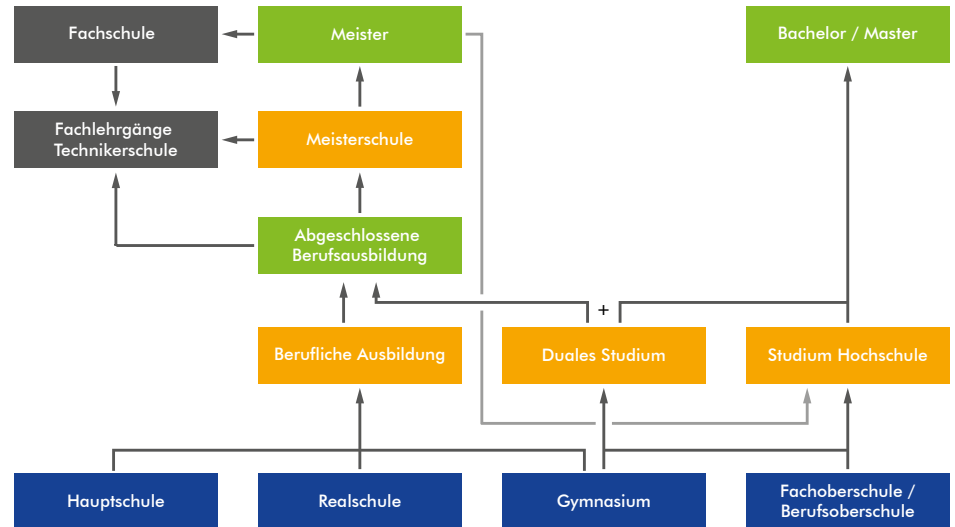 Fachschule
Meister
Bachelor / Master
Fachlehrgänge
Technikerschule
Meisterschule
Abgeschlossene
Berufsausbildung
+
Berufliche Ausbildung
Duales Studium
Studium Hochschule
Hauptschule
Realschule
Gymnasium
Fachoberschule /
Berufsoberschule